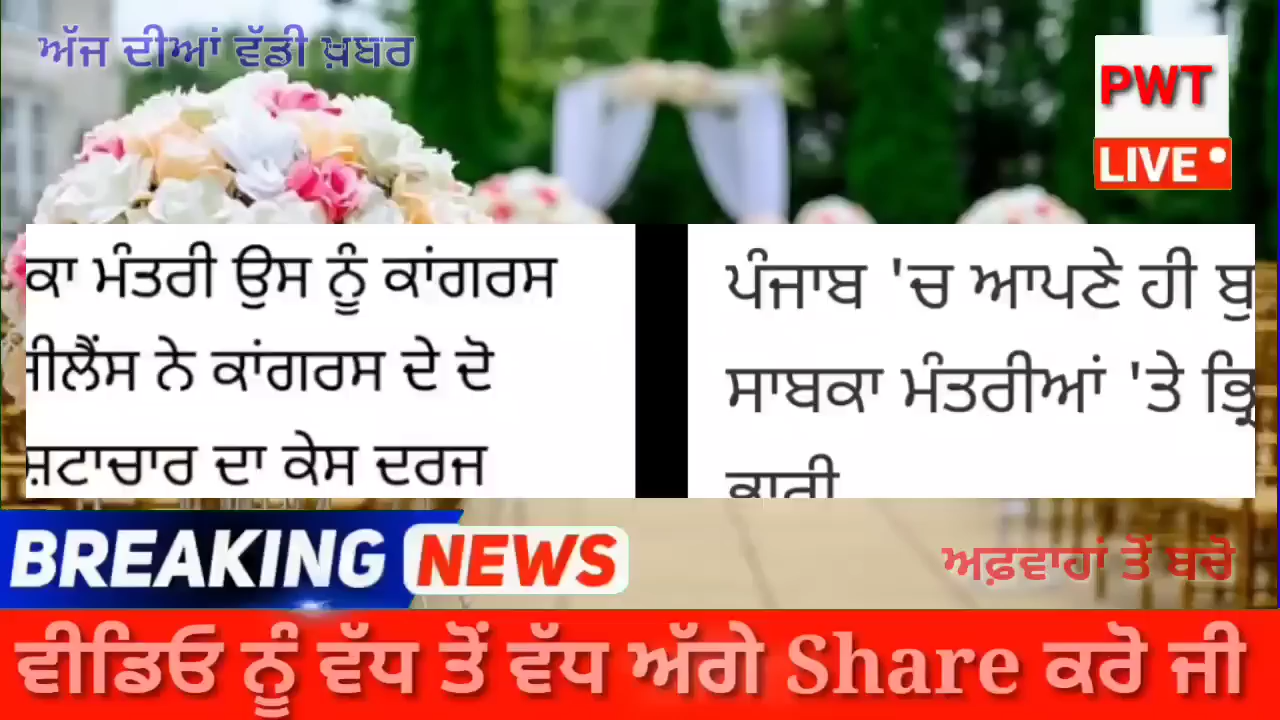 ਅੱਜ ਦੀਆਂ ਵੱਡੀ ਖ਼ਬਰ
PWT
LIVE
ਕਾ ਮੰਤਰੀ ਉਸ ਨੂੰ ਕਾਂਗਰਸ
ਜੀਲੈਂਸ ਨੇ ਕਾਂਗਰਸ ਦੇ ਦੋ
ਸ਼ਟਾਚਾਰ ਦਾ ਕੇਸ ਦਰਜ
ਪੰਜਾਬ 'ਚ ਆਪਣੇ ਹੀ ਬੁ
ਸਾਬਕਾ ਮੰਤਰੀਆਂ 'ਤੇ ਭ੍ਰਿ
BREAKING NEWS
ਅਫ਼ਵਾਹਾਂ ਤੋਂ ਬਚੋ
ਵੀਡਿਓ ਨੂੰ ਵੱਧ ਤੋਂ ਵੱਧ ਅੱਗੇ Share ਕਰੋ ਜੀ